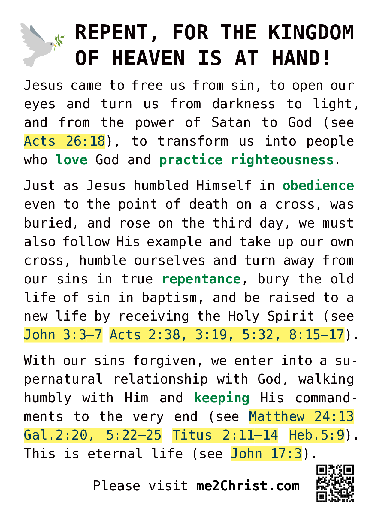 REPENT, FOR THE KINGDOM
OF HEAVEN IS AT HAND!
Jesus came to free us from sin, to open our
eyes and turn us from darkness to light,
and from the power of Satan to God (see
Acts 26:18), to transform us into people
who love God and practice righteousness.
Just as Jesus humbled Himself in obedience
even to the point of death on a cross, was
buried, and rose on the third day, we must
also follow His example and take up our own
cross, humble ourselves and turn away from
our sins in true repentance, bury the old
life of sin in baptism, and be raised to a
new life by receiving the Holy Spirit (see
John 3:3–7 Acts 2:38, 3:19, 5:32, 8:15–17).
With our sins forgiven, we enter into a su-
pernatural relationship with God, walking
humbly with Him and keeping His command-
ments to the very end (see Matthew 24:13
Gal.2:20, 5:22–25 Titus 2:11–14 Heb.5:9).
This is eternal life (see John 17:3).
Please visit me2Christ.com